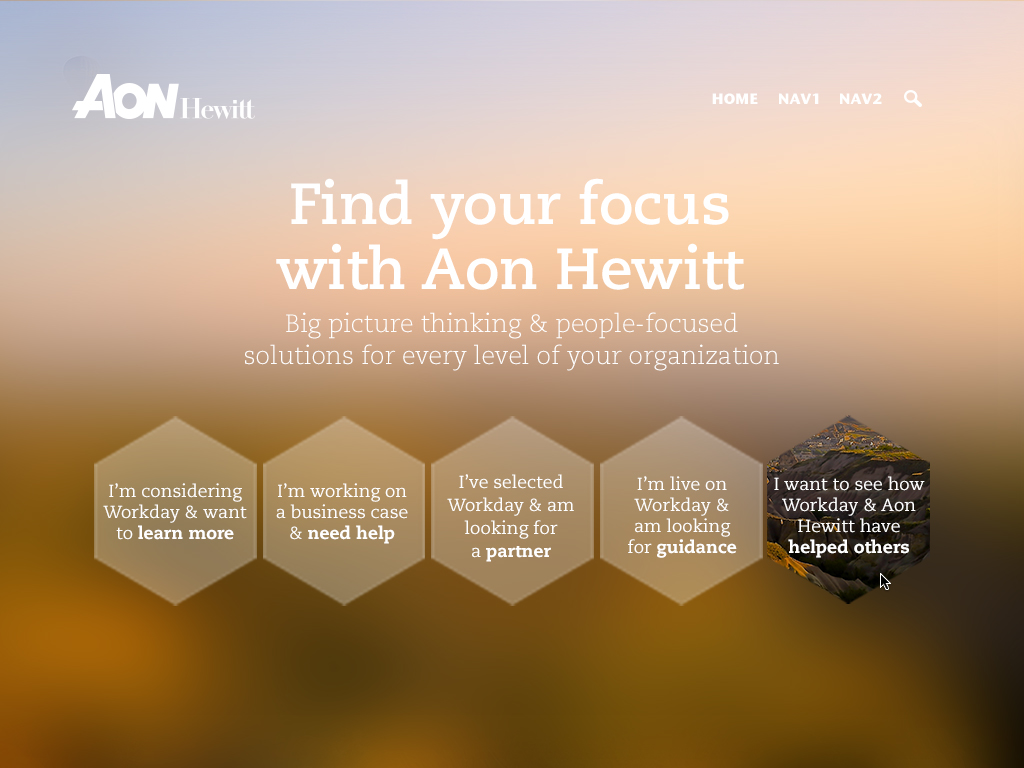 Aon Hewitt
HOME NAV1 NAV2
Find your focus
with Aon Hewitt
Big picture thinking & people-focused
solutions for every level of your organization
I’m considering
Workday & want
to learn more
I’m working on
a business case
& need help
I’ve selected
Workday & am
looking for
a partner
I’m live on
Workday &
am looking
for guidance
I want to see how
Workday & Aon
Hewitt have
helped others